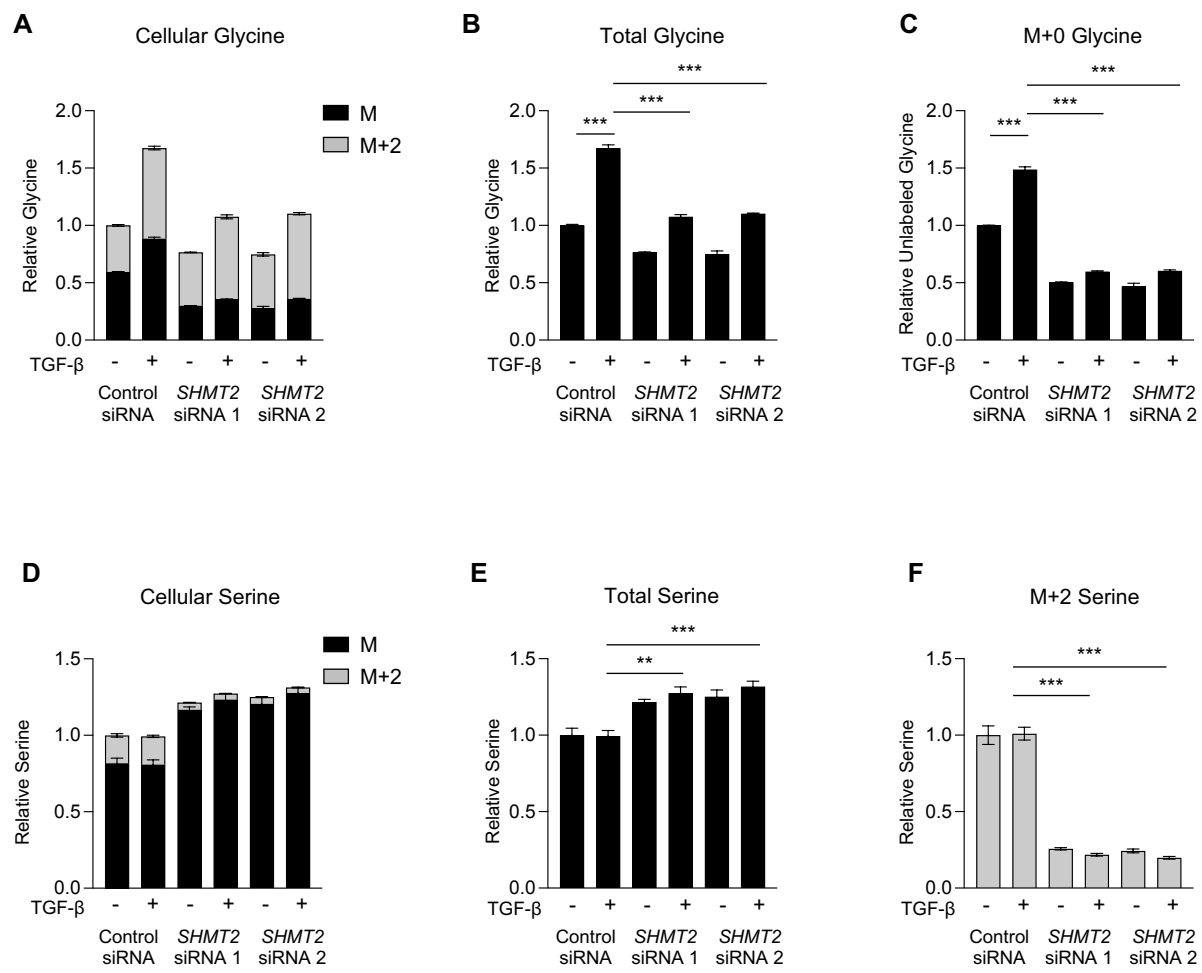 A
Cellular Glycine
Relative Glycine
2.0
1.5
1.0
0.5
0.0
M
M+2
TGF-β - + - + - +
Control SHMT2 SHMT2
siRNA siRNA 1 siRNA 2
B
Total Glycine
Relative Glycine
2.0
1.5
1.0
0.5
0.0
***
***
***
TGF-β - + - + - +
Control SHMT2 SHMT2
siRNA siRNA 1 siRNA 2
C
M+0 Glycine
Relative Unlabeled Glycine
2.0
1.5
1.0
0.5
0.0
***
***
***
TGF-β - + - + - +
Control SHMT2 SHMT2
siRNA siRNA 1 siRNA 2
D
Cellular Serine
Relative Serine
1.5
1.0
0.5
0.0
M
M+2
TGF-β - + - + - +
Control SHMT2 SHMT2
siRNA siRNA 1 siRNA 2
E
Total Serine
Relative Serine
1.5
1.0
0.5
0.0
***
**
TGF-β - + - + - +
Control SHMT2 SHMT2
siRNA siRNA 1 siRNA 2
F
M+2 Serine
Relative Serine
1.5
1.0
0.5
0.0
***
***
TGF-β - + - + - +
Control SHMT2 SHMT2
siRNA siRNA 1 siRNA 2